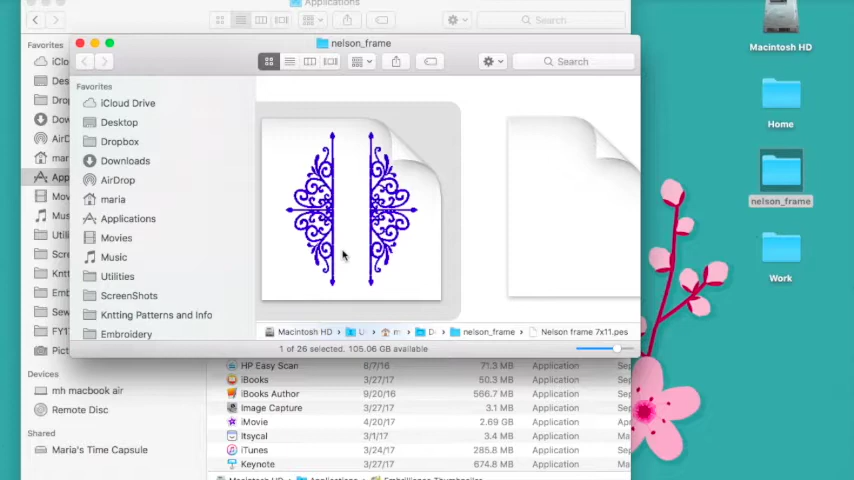 Applications
Search
nelson_frame
Search
Favorites
Favorites
iCloud Drive
Desktop
Dropbox
Downloads
AirDrop
maria
Applications
Movies
Music
Utilities
ScreenShots
Kntting Patterns and Info
Embroidery
Macintosh HD
nelson_frame
Nelson frame 7x11.pes
1 of 26 selected, 105.06 GB available
HP Easy Scan 6/7/16 71.3 MB Application
iBooks 3/27/17 50.3 MB Application
iBooks Author 9/20/16 566.7 MB Application
Image Capture 3/27/17 3.1 MB Application
iMovie 4/20/17 2.69 GB Application
Itsycal 3/1/17 3.4 MB Application
iTunes 3/24/17 285.8 MB Application
Keynote 3/27/17 674.8 MB Application
Devices
mh macbook air
Remote Disc
Shared
Maria's Time Capsule
Macintosh HD
Home
nelson_frame
Work